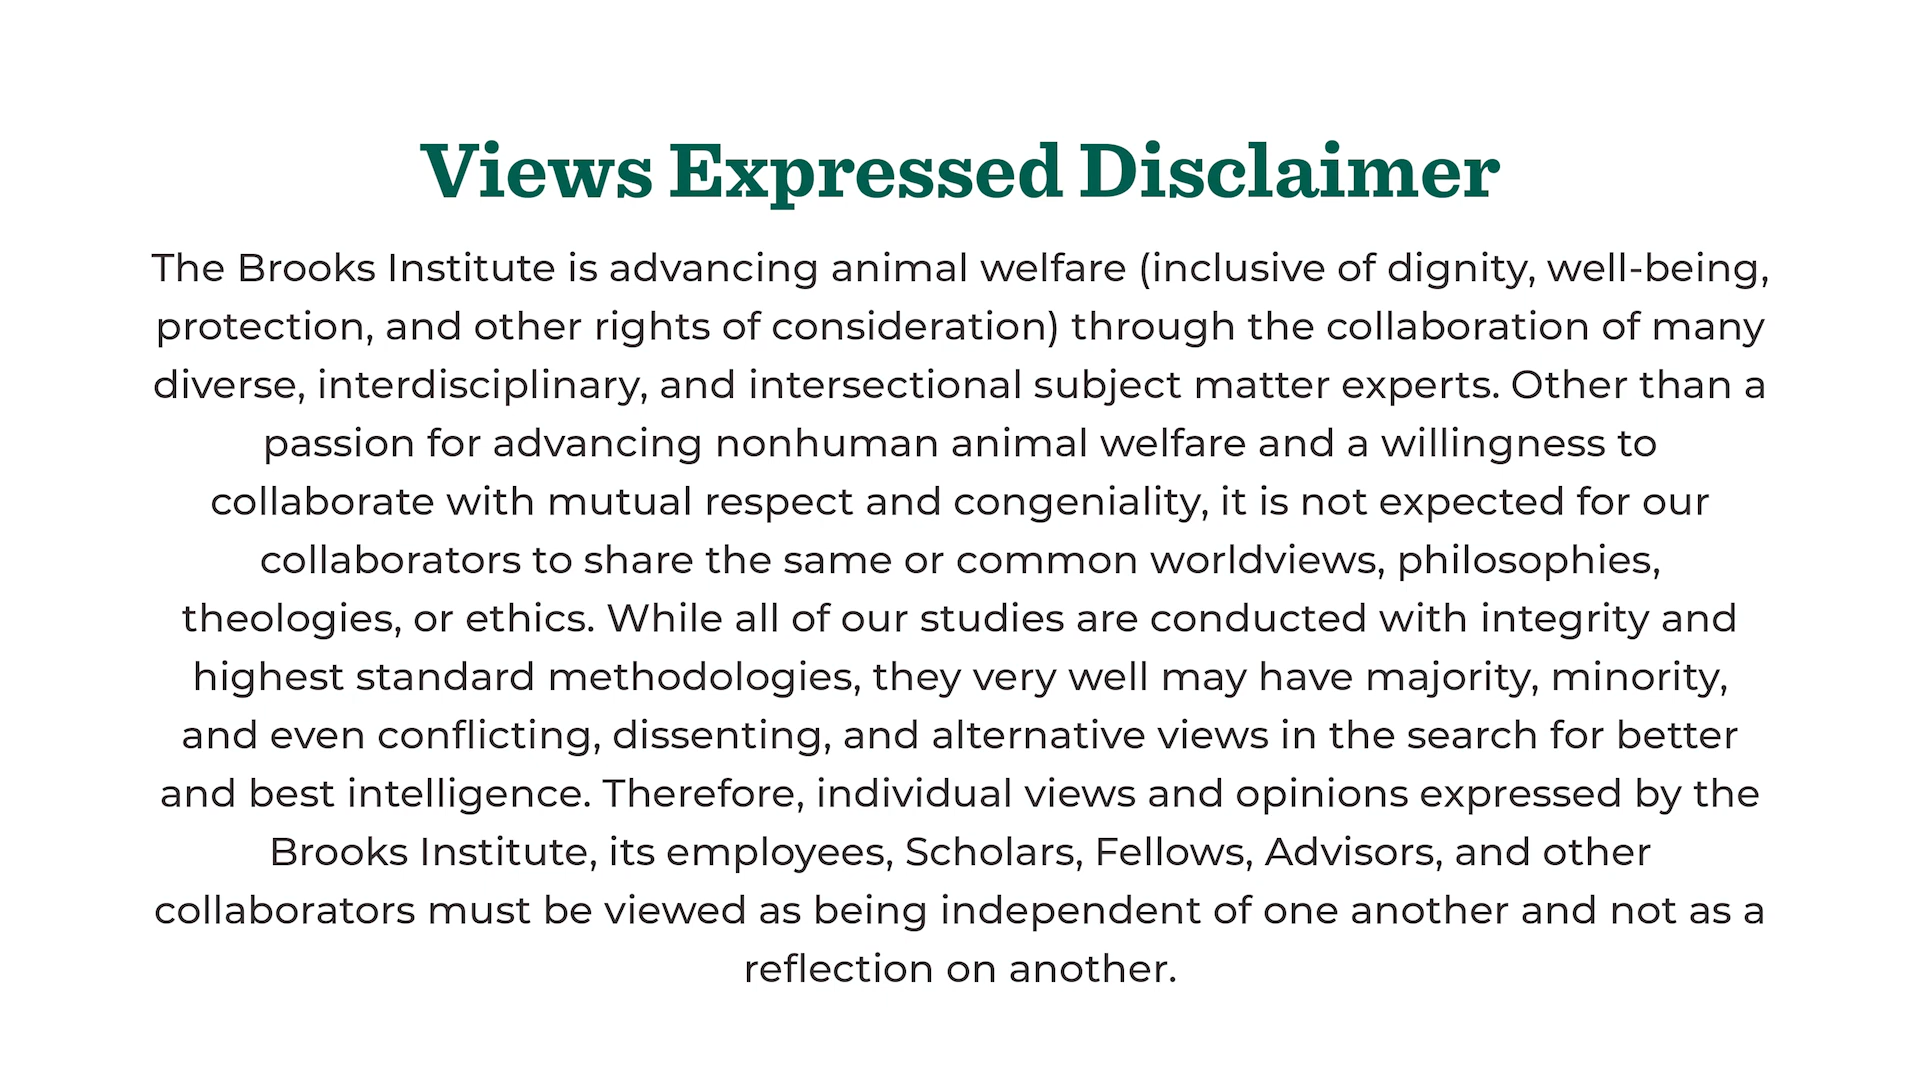 Views Expressed Disclaimer
The Brooks Institute is advancing animal welfare (inclusive of dignity, well-being,
protection, and other rights of consideration) through the collaboration of many
diverse, interdisciplinary, and intersectional subject matter experts. Other than a
passion for advancing nonhuman animal welfare and a willingness to
collaborate with mutual respect and congeniality, it is not expected for our
collaborators to share the same or common worldviews, philosophies,
theologies, or ethics. While all of our studies are conducted with integrity and
highest standard methodologies, they very well may have majority, minority,
and even conflicting, dissenting, and alternative views in the search for better
and best intelligence. Therefore, individual views and opinions expressed by the
Brooks Institute, its employees, Scholars, Fellows, Advisors, and other
collaborators must be viewed as being independent of one another and not as a
reflection on another.